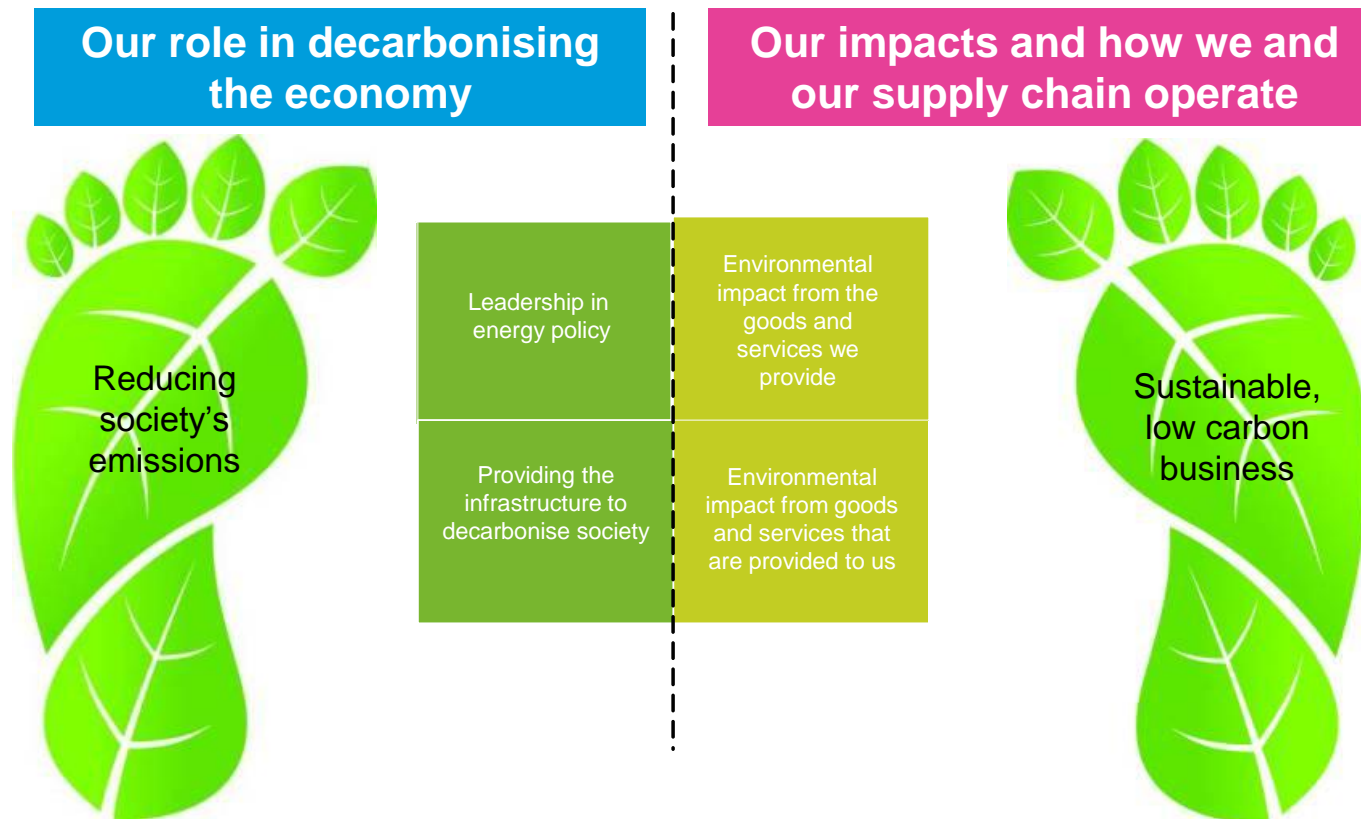 Our role in decarbonising
the economy
Our impacts and how we and
our supply chain operate
Reducing
society’s
emissions
Leadership in
energy policy
Providing the
infrastructure to
decarbonise society
Environmental
impact from the
goods and
services we
provide
Environmental
impact from goods
and services that
are provided to us
Sustainable,
low carbon
business